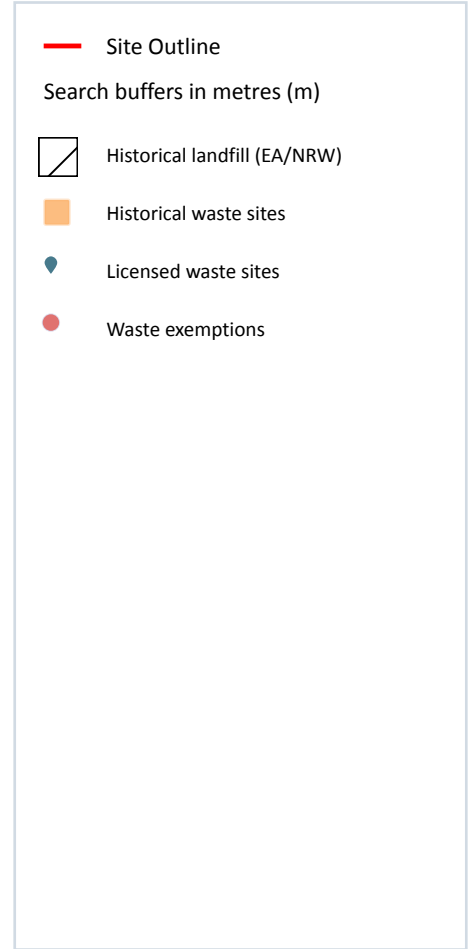 Site Outline
Search buffers in metres (m)
Historical landfill (EA/NRW)
Historical waste sites
Licensed waste sites
Waste exemptions